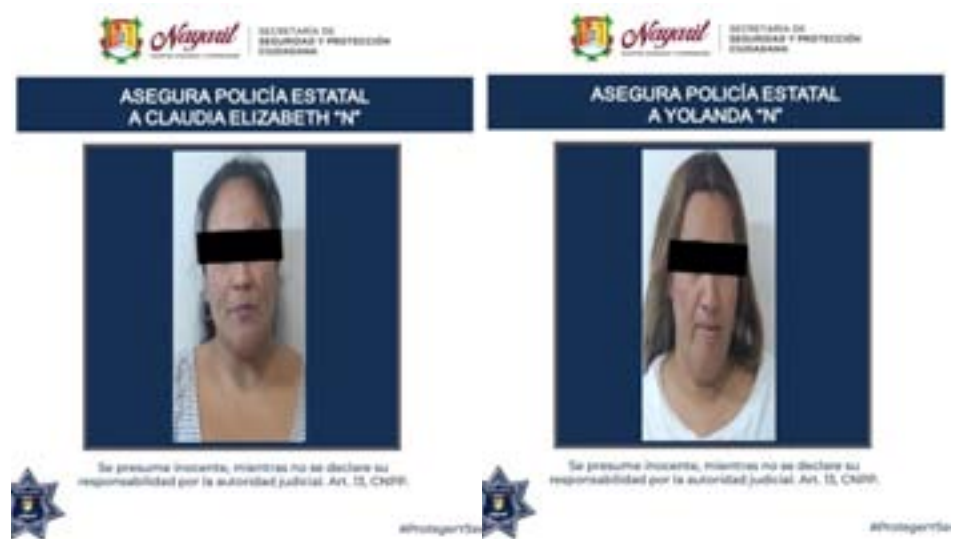 Nayarit
SECRETARÍA DE
SEGURIDAD Y PROTECCIÓN
CIUDADANA
ASEGURA POLICÍA ESTATAL
A CLAUDIA ELIZABETH "N"
Se presume inocente, mientras no se declare su
responsabilidad por la autoridad judicial. Art. 13, CNPP.
#ProtegerYSe
Nayarit
SECRETARÍA DE
SEGURIDAD Y PROTECCIÓN
CIUDADANA
ASEGURA POLICÍA ESTATAL
A YOLANDA "N"
Se presume inocente, mientras no se declare su
responsabilidad por la autoridad judicial. Art. 13, CNPP.
#ProtegerYSe